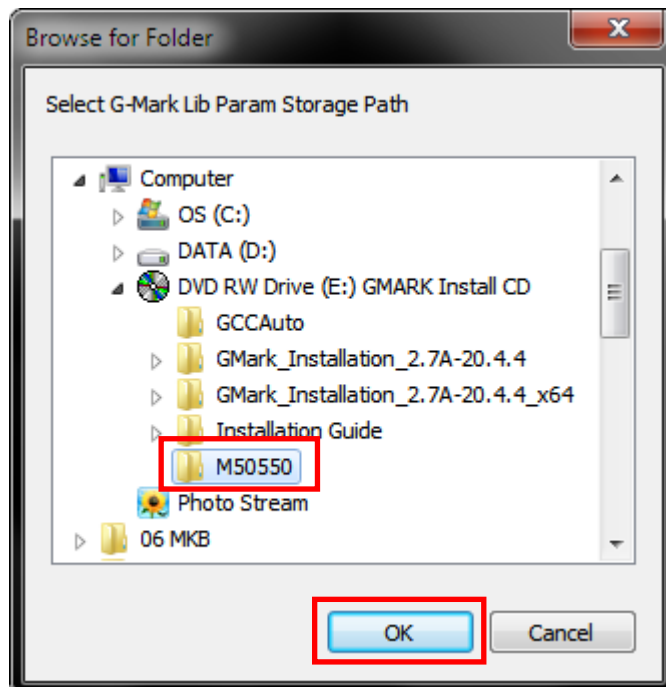 Browse for Folder
Select G-Mark Lib Param Storage Path
Computer
OS (C:)
DATA (D:)
DVD RW Drive (E:) GMARK Install CD
GCCAuto
GMark_Installation_2.7A-20.4.4
GMark_Installation_2.7A-20.4.4_x64
Installation Guide
M50550
Photo Stream
06 MKB
OK Cancel